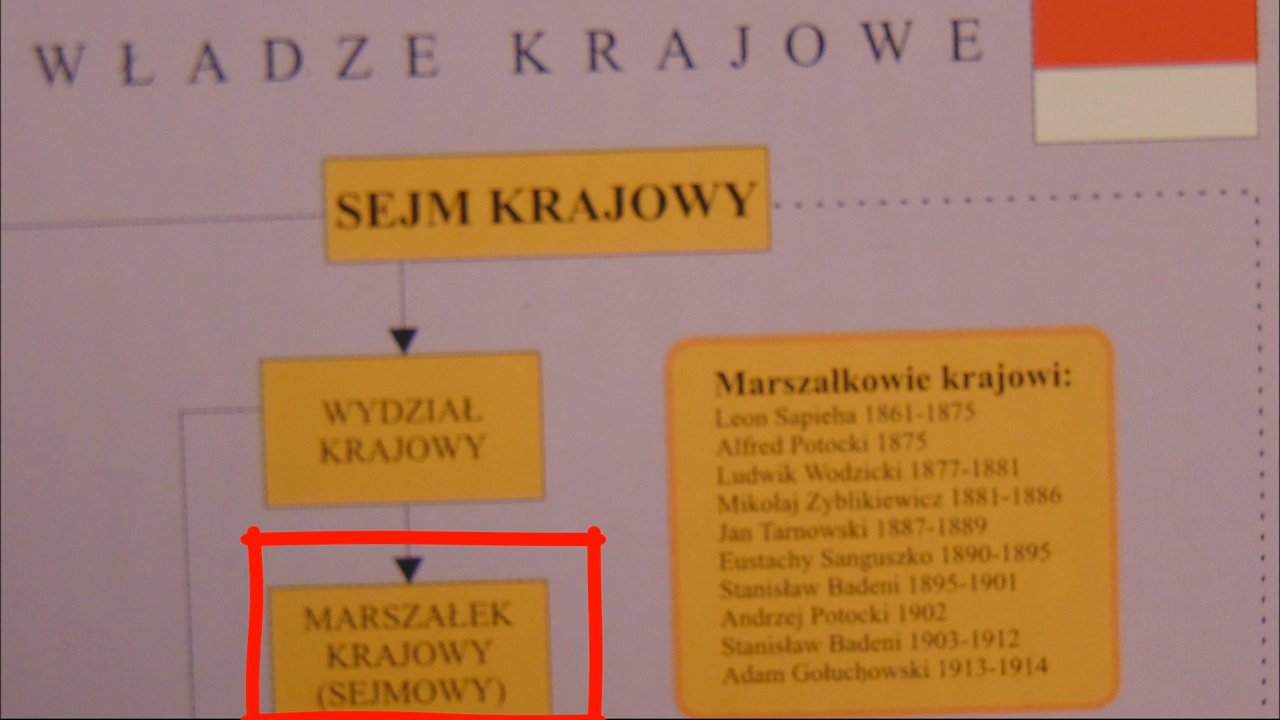 WŁADZE KRAJOWE
SEJM KRAJOWY
WYDZIAŁ
KRAJOWY
MARSZAŁEK
KRAJOWY
(SEJMOWY)
Marszałkowie krajowi:
Leon Sapieha 1861-1875
Alfred Potocki 1875
Ludwik Wodzicki 1877-1881
Mikołaj Zyblikiewicz 1881-1886
Jan Tarnowski 1887-1889
Eustachy Sanguszko 1890-1895
Stanisław Badeni 1895-1901
Andrzej Potocki 1902
Stanisław Badeni 1903-1912
Adam Gołuchowski 1913-1914